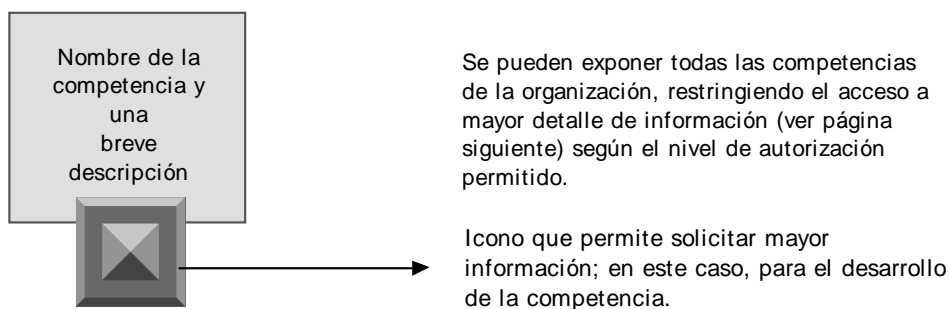 Nombre de la
competencia y
una
breve
descripción
Se pueden exponer todas las competencias
de la organización, restringiendo el acceso a
mayor detalle de información (ver página
siguiente) según el nivel de autorización
permitido.
Icono que permite solicitar mayor
información; en este caso, para el desarrollo
de la competencia.